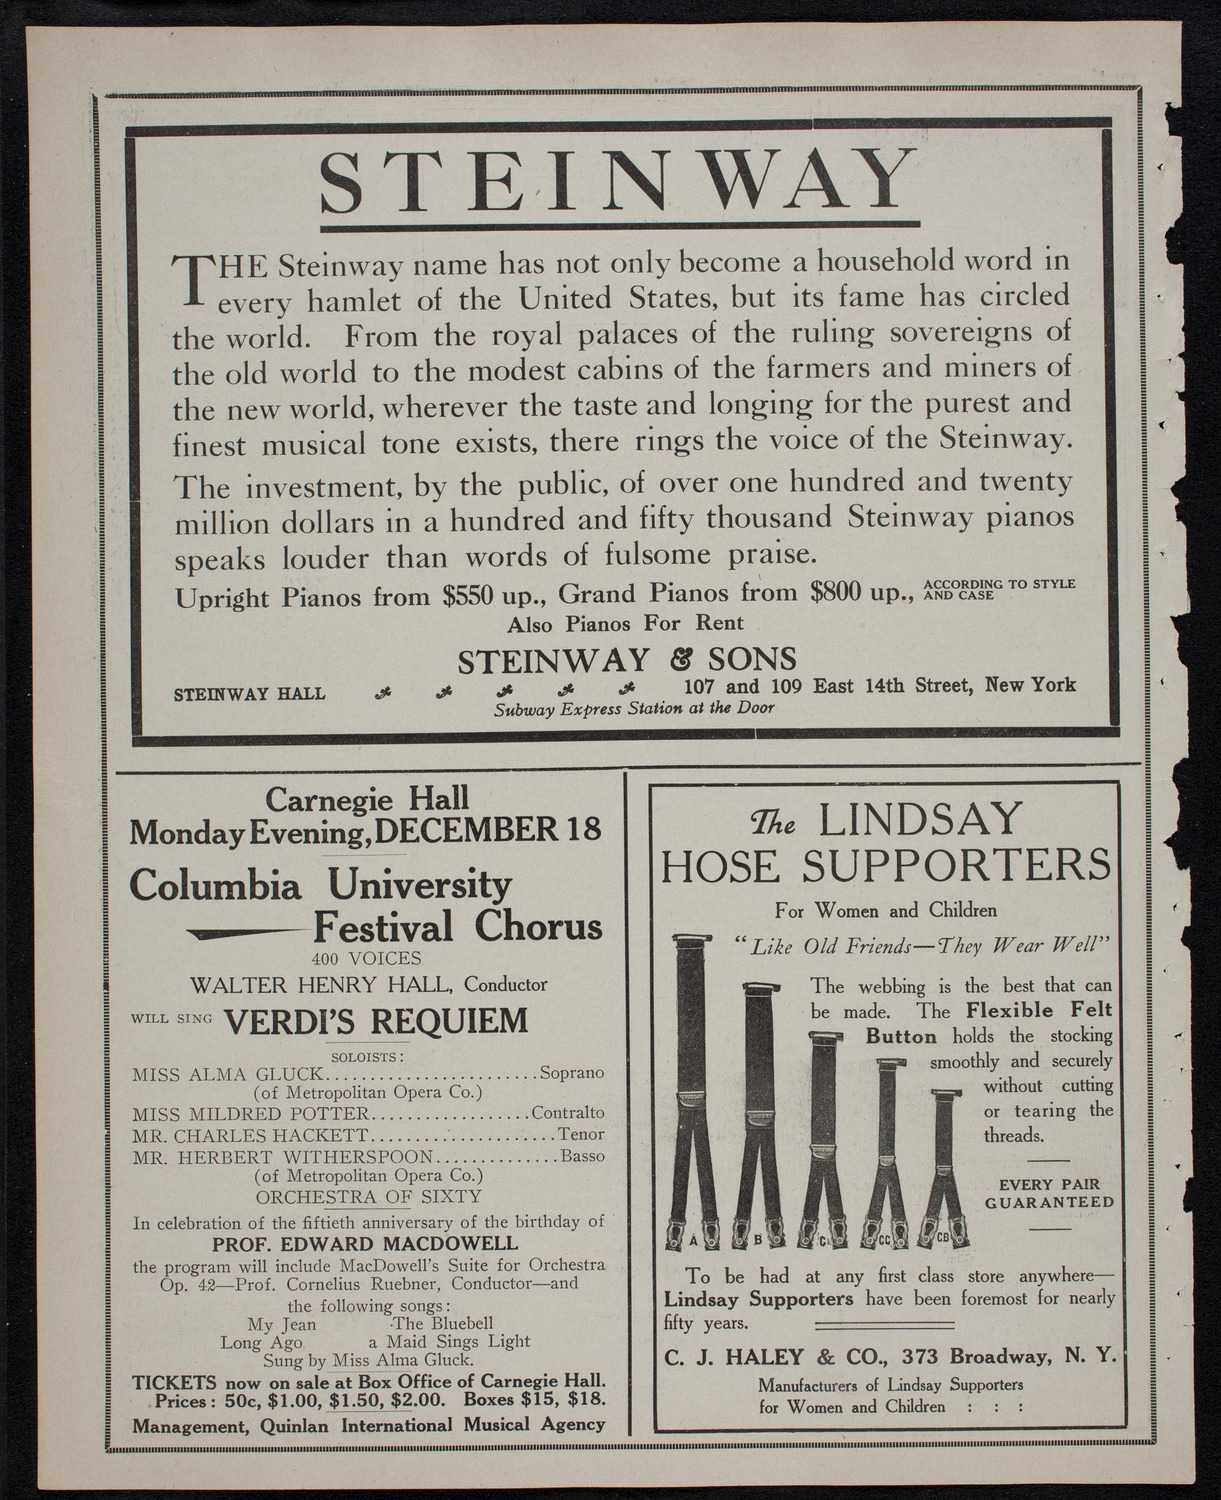 STEINWAY
THE Steinway name has not only become a household word in
every hamlet of the United States, but its fame has circled
the world. From the royal palaces of the ruling sovereigns of
the old world to the modest cabins of the farmers and miners of
the new world, wherever the taste and longing for the purest and
finest musical tone exists, there rings the voice of the Steinway.
The investment, by the public, of over one hundred and twenty
million dollars in a hundred and fifty thousand Steinway pianos
speaks louder than words of fulsome praise.
Upright Pianos from $550 up., Grand Pianos from $800 up., ACCORDING TO STYLE AND CASE
Also Pianos For Rent
STEINWAY & SONS
STEINWAY HALL 107 and 109 East 14th Street, New York
Subway Express Station at the Door
Carnegie Hall
Monday Evening, DECEMBER 18
Columbia University
Festival Chorus
400 VOICES
WALTER HENRY HALL, Conductor
WILL SING VERDI'S REQUIEM
SOLOISTS:
MISS ALMA GLUCK........................Soprano
(of Metropolitan Opera Co.)
MISS MILDRED POTTER..................Contralto
MR. CHARLES HACKETT.....................Tenor
MR. HERBERT WITHERSPOON..............Basso
(of Metropolitan Opera Co.)
ORCHESTRA OF SIXTY
In celebration of the fiftieth anniversary of the birthday of
PROF. EDWARD MACDOWELL
the program will include MacDowell's Suite for Orchestra
Op. 42—Prof. Cornelius Ruebner, Conductor—and
the following songs:
My Jean The Bluebell
Long Ago a Maid Sings Light
Sung by Miss Alma Gluck.
TICKETS now on sale at Box Office of Carnegie Hall.
Prices: 50c, $1.00, $1.50, $2.00. Boxes $15, $18.
Management, Quinlan International Musical Agency
The LINDSAY
HOSE SUPPORTERS
For Women and Children
"Like Old Friends—They Wear Well"
The webbing is the best that can
be made. The Flexible Felt
Button holds the stocking
smoothly and securely
without cutting
or tearing the
threads.
EVERY PAIR
GUARANTEED
A B C CC CB
To be had at any first class store anywhere—
Lindsay Supporters have been foremost for nearly
fifty years.
C. J. HALEY & CO., 373 Broadway, N. Y.
Manufacturers of Lindsay Supporters
for Women and Children : : :